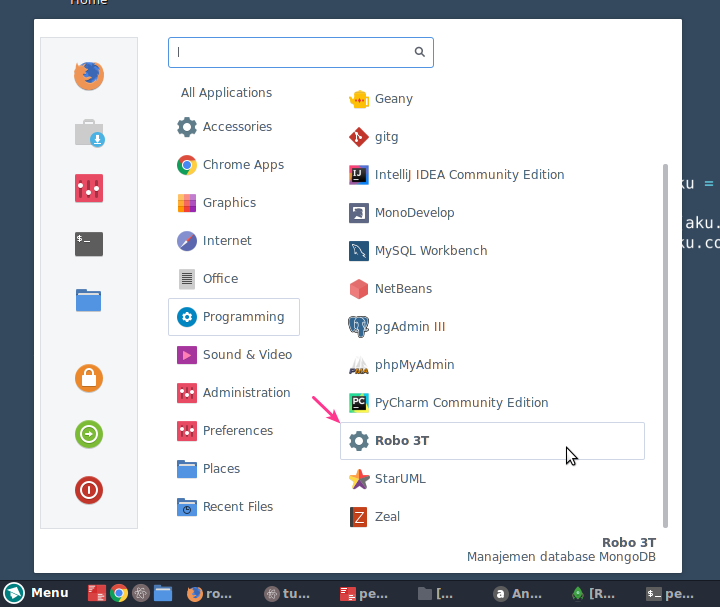 Home
All Applications
Accessories
Chrome Apps
Graphics
Internet
Office
Programming
Sound & Video
Administration
Preferences
Places
Recent Files
Geany
gitg
IntelliJ IDEA Community Edition
MonoDevelop
MySQL Workbench
NetBeans
pgAdmin III
phpMyAdmin
PyCharm Community Edition
Robo 3T
StarUML
Zeal
Robo 3T
Manajemen database MongoDB
ku =
aku.
ku.co
Menu
ro...
tu...
pe...
[...
An...
[R...
pe...